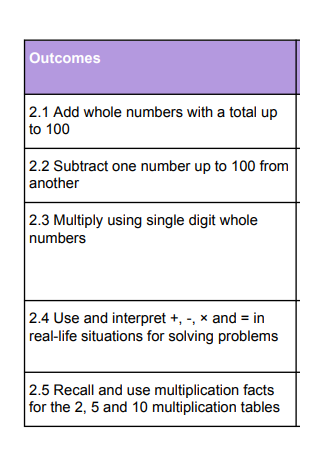 Outcomes
2.1 Add whole numbers with a total up
to 100
2.2 Subtract one number up to 100 from
another
2.3 Multiply using single digit whole
numbers
2.4 Use and interpret +, -, × and = in
real-life situations for solving problems
2.5 Recall and use multiplication facts
for the 2, 5 and 10 multiplication tables